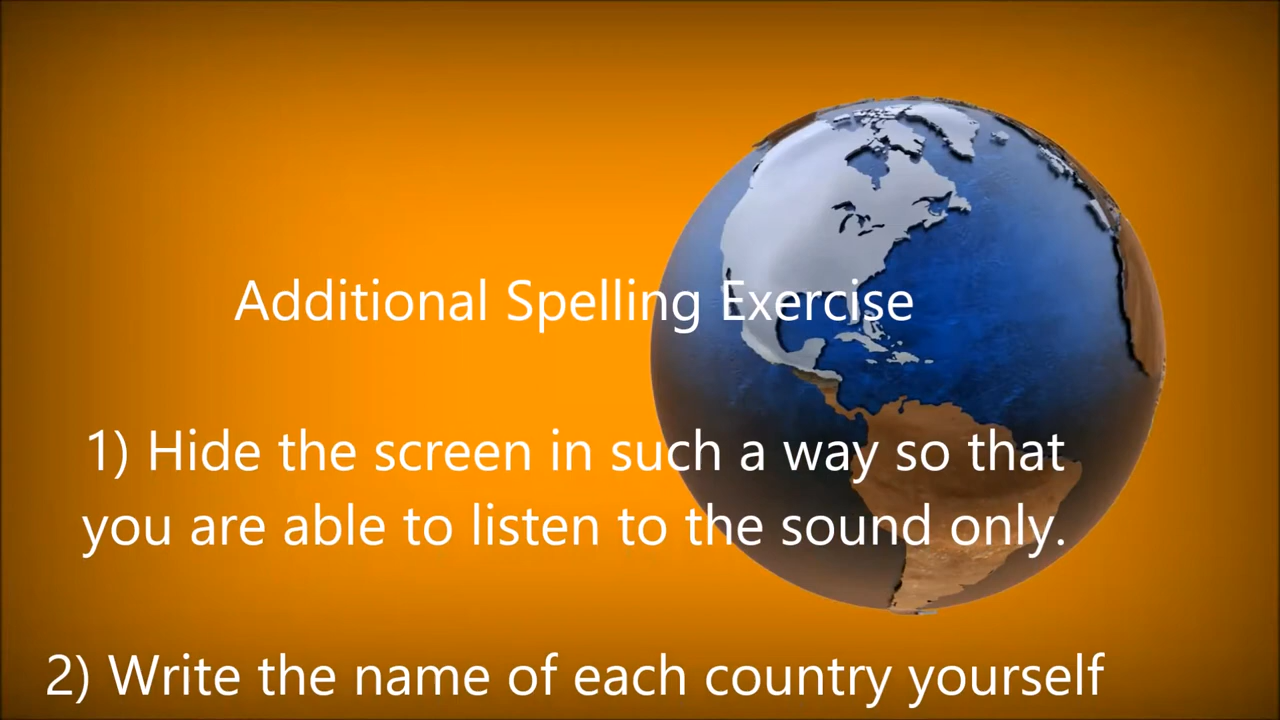 Additional Spelling Exercise
1) Hide the screen in such a way so that
you are able to listen to the sound only.
2) Write the name of each country yourself